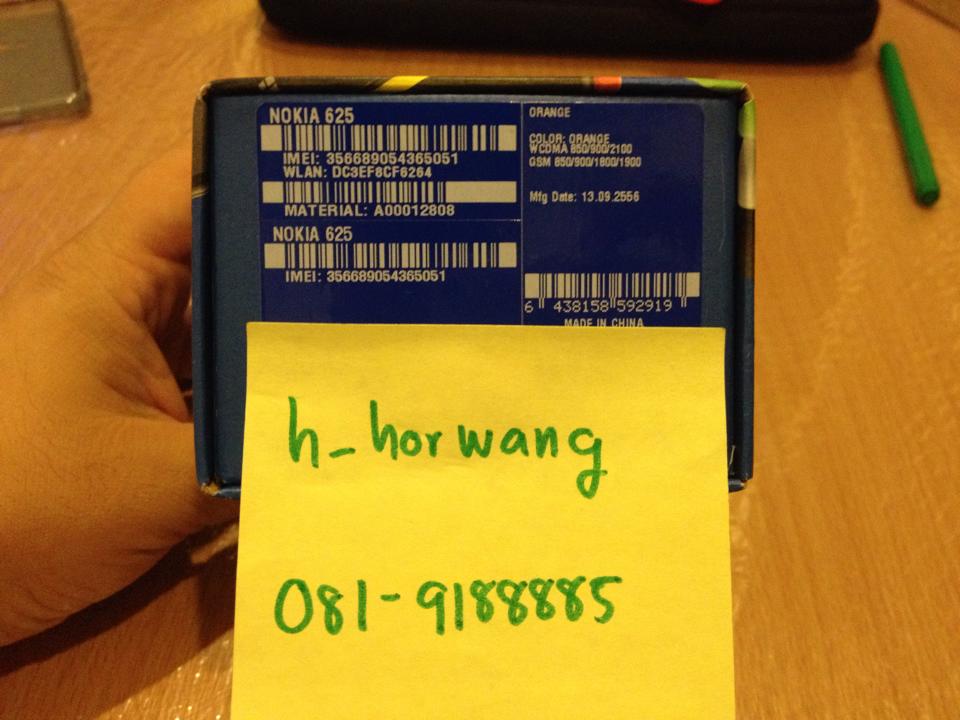 NOKIA 625
IMEI: 356689054365051
WLAN: DC3EF8CF6264
MATERIAL: A00012808
NOKIA 625
IMEI: 356689054365051
ORANGE
COLOR: ORANGE
WCDMA 850/900/2100
GSM 850/900/1800/1900
Mfg Date: 13.09.2556
6 438158 592919
MADE IN CHINA
h_horwang
081-9188885